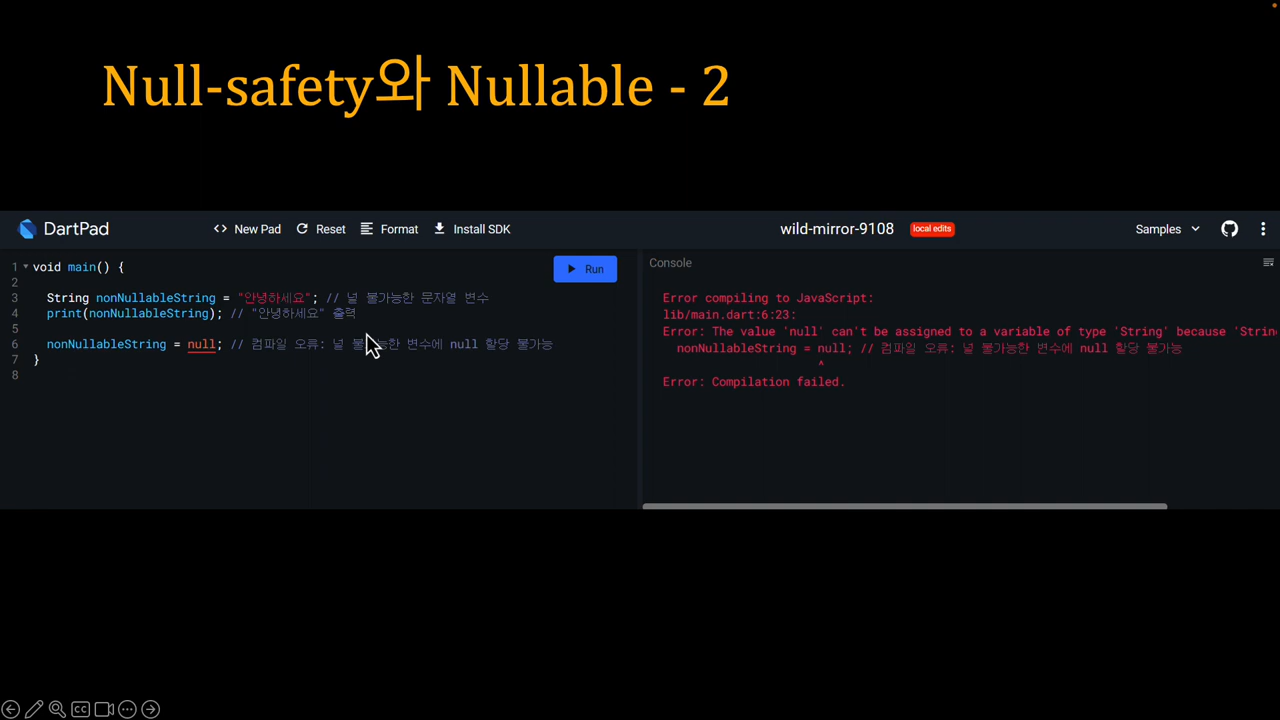 Null-safety와 Nullable - 2
DartPad
<> New Pad
Reset
Format
Install SDK
wild-mirror-9108
local edits
Samples
1 void main() {
2
3 String nonNullableString = "안녕하세요"; // 널 불가능한 문자열 변수
4 print(nonNullableString); // "안녕하세요" 출력
5
6 nonNullableString = null; // 컴파일 오류: 널 불가능한 변수에 null 할당 불가능
7 }
8
Run
Console
Error compiling to JavaScript:
lib/main.dart:6:23:
Error: The value 'null' can't be assigned to a variable of type 'String' because 'Strin
nonNullableString = null; // 컴파일 오류: 널 불가능한 변수에 null 할당 불가능
^
Error: Compilation failed.
CC